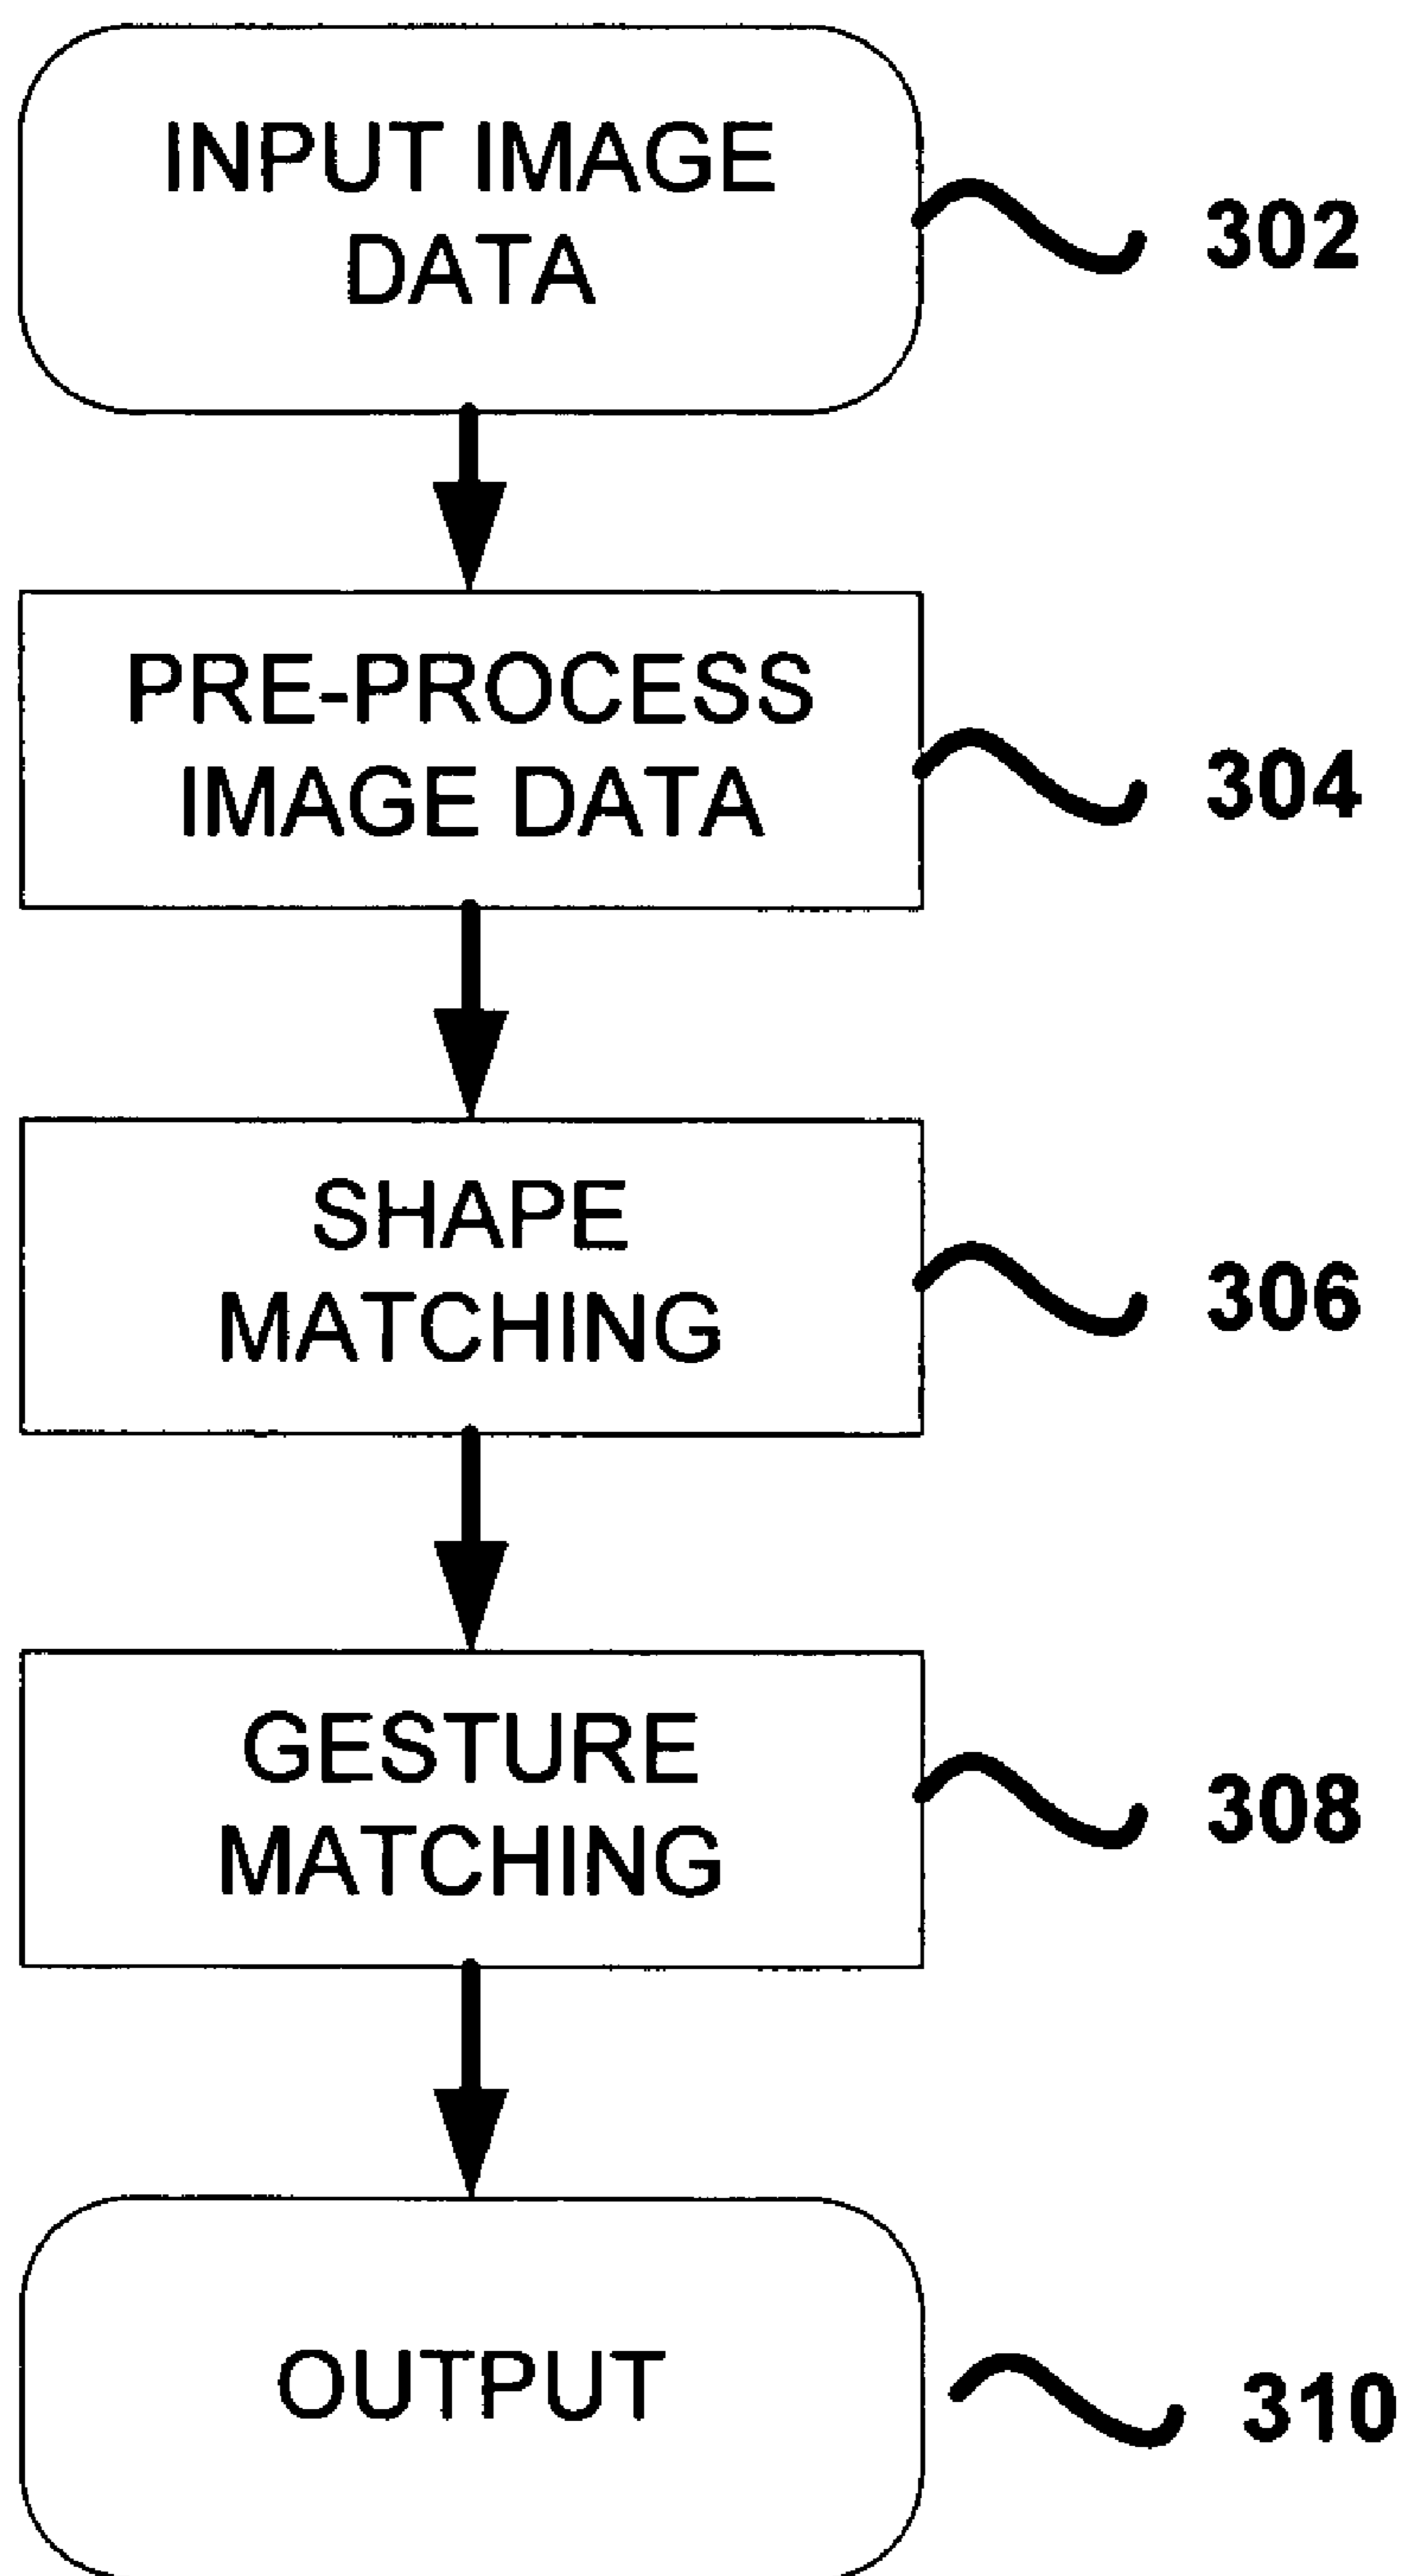 INPUT IMAGE
DATA
302
PRE-PROCESS
IMAGE DATA
304
SHAPE
MATCHING
306
GESTURE
MATCHING
308
OUTPUT
310